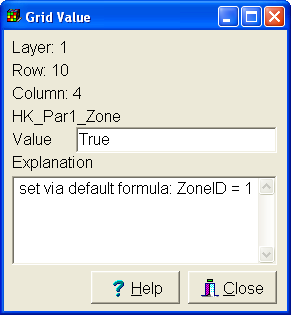 Grid Value
Layer: 1
Row: 10
Column: 4
HK_Par1_Zone
Value True
Explanation
set via default formula: ZoneID = 1
? Help Close